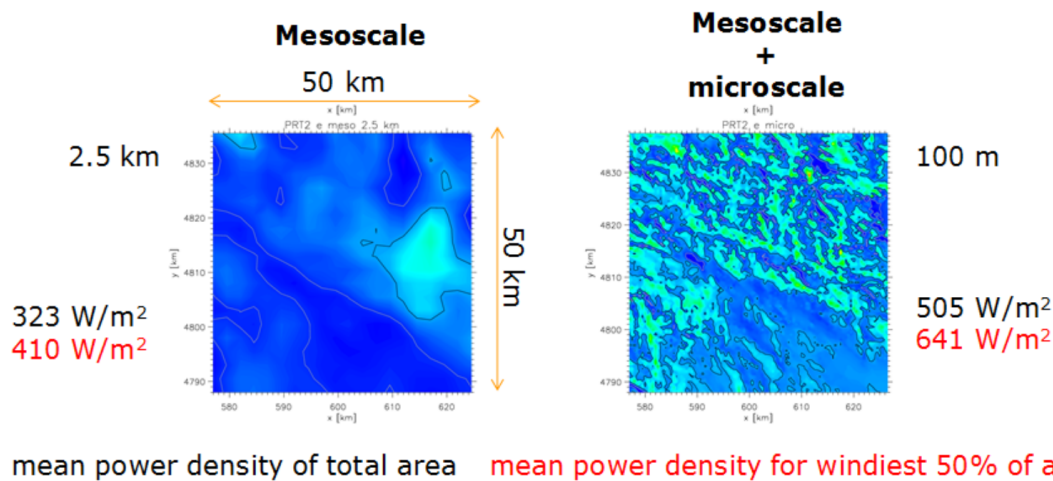 Mesoscale
50 km
x [km]
PRT2 e meso 2.5 km
2.5 km
4830
4820
4810
4800
4790
y [km]
580 590 600 610 620
x [km]
50 km
323 W/m²
410 W/m²
Mesoscale
+
microscale
x [km]
PRT2 e micro
100 m
4830
4820
4810
4800
4790
y [km]
580 590 600 610 620
x [km]
505 W/m²
641 W/m²
mean power density of total area
mean power density for windiest 50% of a